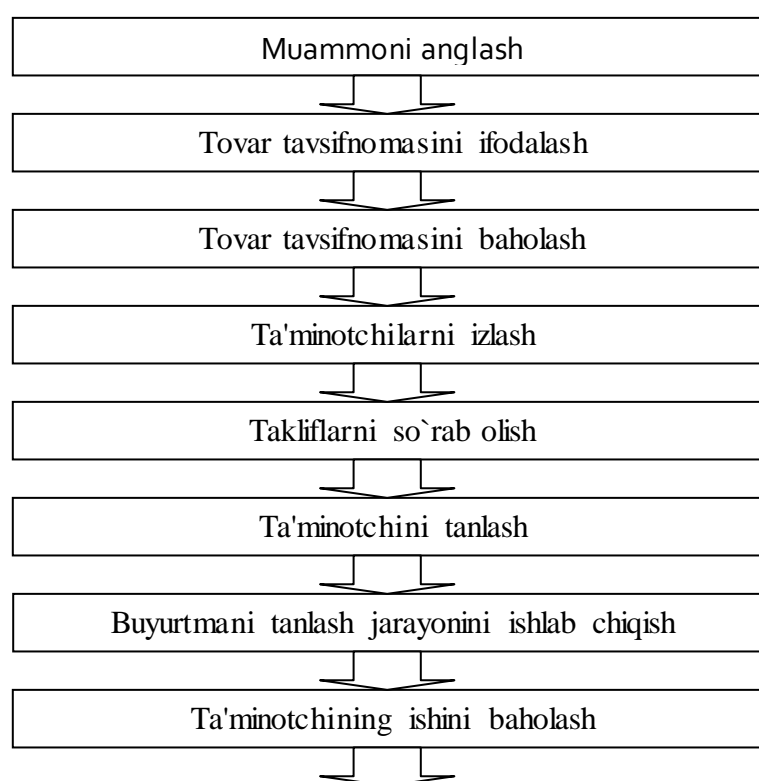 Muammoni anglash
Tovar tavsifnomasini ifodalash
Tovar tavsifnomasini baholash
Ta'minotchilarni izlash
Takliflarni so`rab olish
Ta'minotchini tanlash
Buyurtmani tanlash jarayonini ishlab chiqish
Ta'minotchining ishini baholash